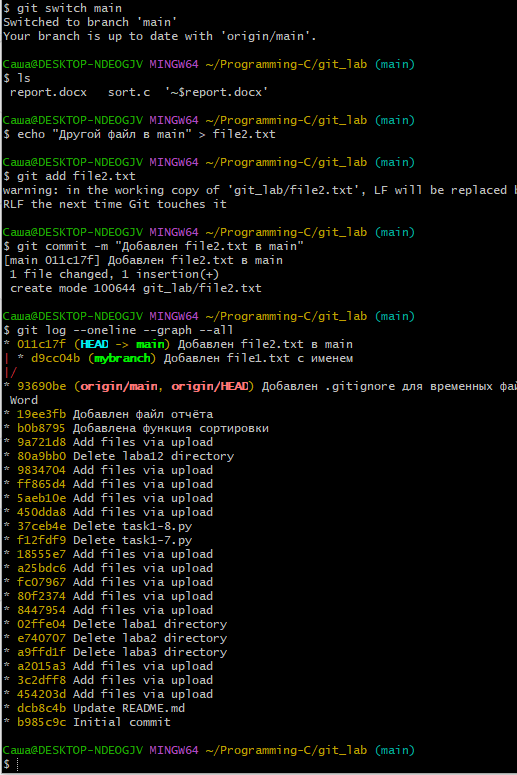 $ git switch main
Switched to branch 'main'
Your branch is up to date with 'origin/main'.
Саша@DESKTOP-NDEOGJV MINGW64 ~/Programming-C/git_lab (main)
$ ls
report.docx   sort.c  '~$report.docx'
Саша@DESKTOP-NDEOGJV MINGW64 ~/Programming-C/git_lab (main)
$ echo "Другой файл в main" > file2.txt
Саша@DESKTOP-NDEOGJV MINGW64 ~/Programming-C/git_lab (main)
$ git add file2.txt
warning: in the working copy of 'git_lab/file2.txt', LF will be replaced b
RLF the next time Git touches it
Саша@DESKTOP-NDEOGJV MINGW64 ~/Programming-C/git_lab (main)
$ git commit -m "Добавлен file2.txt в main"
[main 011c17f] Добавлен file2.txt в main
 1 file changed, 1 insertion(+)
 create mode 100644 git_lab/file2.txt
Саша@DESKTOP-NDEOGJV MINGW64 ~/Programming-C/git_lab (main)
$ git log --oneline --graph --all
* 011c17f (HEAD -> main) Добавлен file2.txt в main
| * d9cc04b (mybranch) Добавлен file1.txt с именем
|/
* 93690be (origin/main, origin/HEAD) Добавлен .gitignore для временных фай
 Word
* 19ee3fb Добавлен файл отчёта
* b0b8795 Добавлена функция сортировки
* 9a721d8 Add files via upload
* 80a9bb0 Delete laba12 directory
* 9834704 Add files via upload
* ff865d4 Add files via upload
* 5aeb10e Add files via upload
* 450dda8 Add files via upload
* 37ceb4e Delete task1-8.py
* f12fdf9 Delete task1-7.py
* 18555e7 Add files via upload
* a25bdc6 Add files via upload
* fc07967 Add files via upload
* 80f2374 Add files via upload
* 8447954 Add files via upload
* 02ffe04 Delete laba1 directory
* e740707 Delete laba2 directory
* a9ffd1f Delete laba3 directory
* a2015a3 Add files via upload
* 3c2dff8 Add files via upload
* 454203d Add files via upload
* dcb8c4b Update README.md
* b985c9c Initial commit
Саша@DESKTOP-NDEOGJV MINGW64 ~/Programming-C/git_lab (main)
$